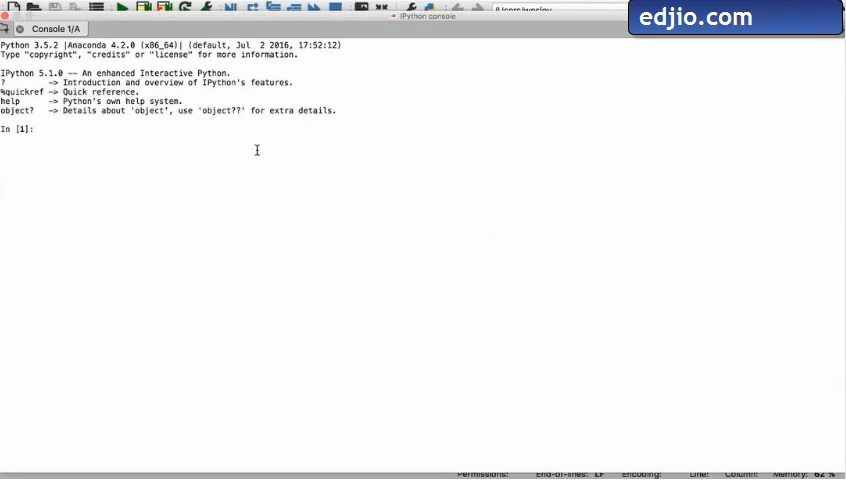 /Users/wesley
edjio.com
IPython console
Console 1/A
Python 3.5.2 |Anaconda 4.2.0 (x86_64)| (default, Jul  2 2016, 17:52:12)
Type "copyright", "credits" or "license" for more information.
IPython 5.1.0 -- An enhanced Interactive Python.
?         -> Introduction and overview of IPython's features.
%quickref -> Quick reference.
help      -> Python's own help system.
object?   -> Details about 'object', use 'object??' for extra details.
In [1]:
Permissions: End-of-lines: LF Encoding: Line: Column: Memory: 62 %